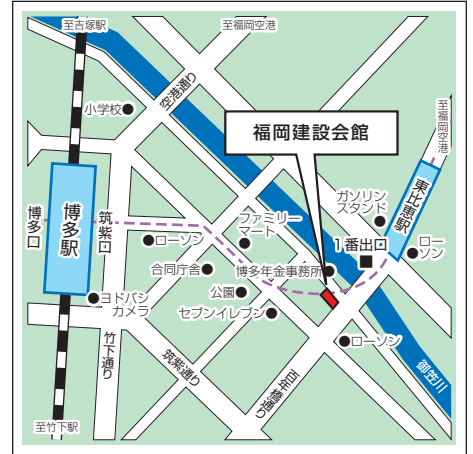 至吉塚駅
至福岡空港
空港通り
小学校
至福岡空港
福岡建設会館
東比恵駅
ガソリン
スタンド
博多口
博多駅
筑紫口
ファミリー
マート
1番出口
ロー
ソン
ローソン
合同庁舎
博多年金事務所
公園
ヨドバシ
カメラ
セブンイレブン
ローソン
竹下通り
筑紫通り
百年橋通り
御笠川
至竹下駅